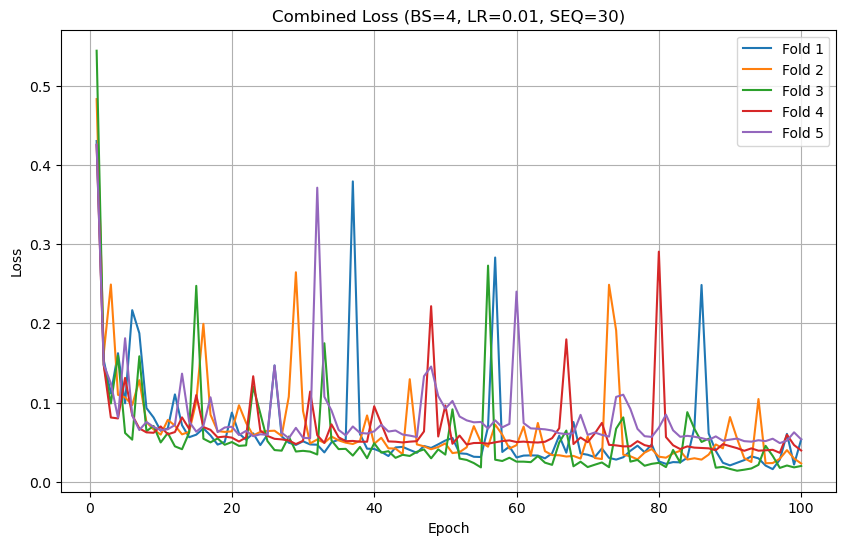 Combined Loss (BS=4, LR=0.01, SEQ=30)
Fold 1
Fold 2
Fold 3
Fold 4
Fold 5
Loss
0.5
0.4
0.3
0.2
0.1
0.0
0
20
40
60
80
100
Epoch